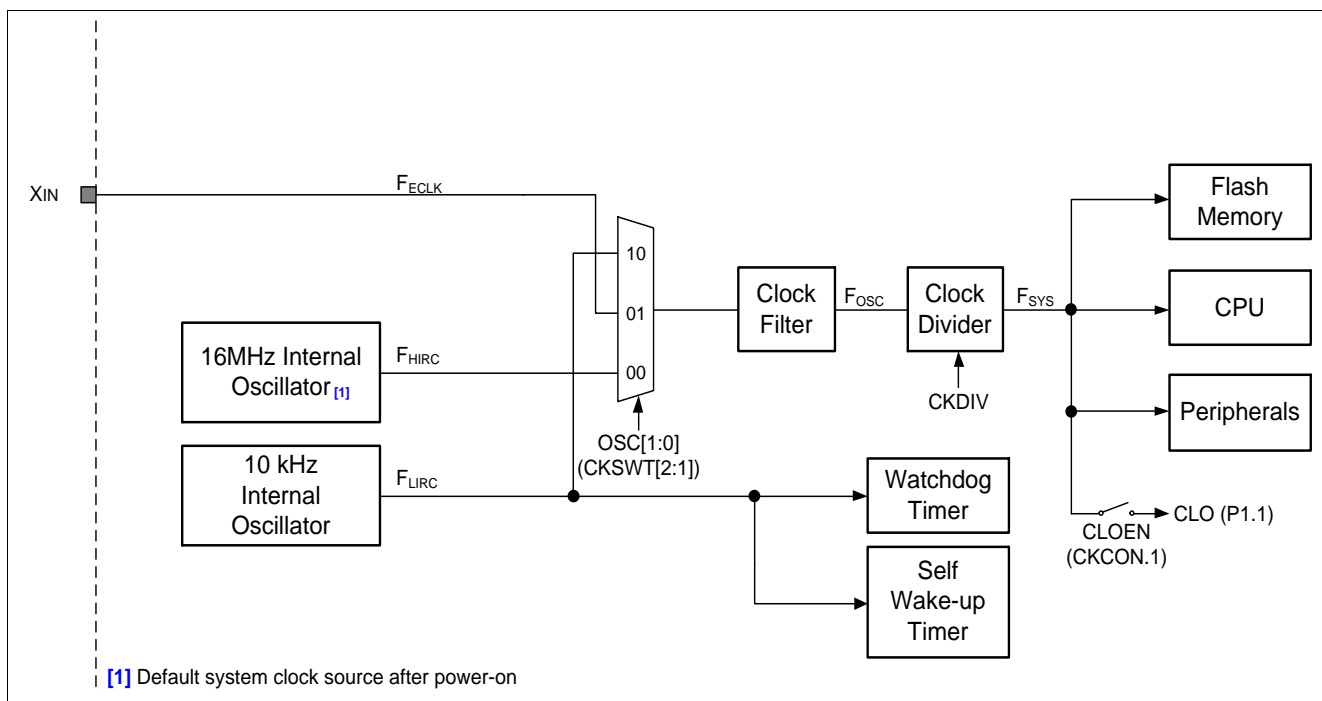 XIN
FECLK
10
01
00
16MHz Internal
Oscillator[1]
FHIRC
10 kHz
Internal
Oscillator
FLIRC
OSC[1:0]
(CKSWT[2:1])
Clock
Filter
FOSC
Clock
Divider
FSYS
CKDIV
Flash
Memory
CPU
Peripherals
CLO (P1.1)
CLOEN
(CKCON.1)
Watchdog
Timer
Self
Wake-up
Timer
[1] Default system clock source after power-on